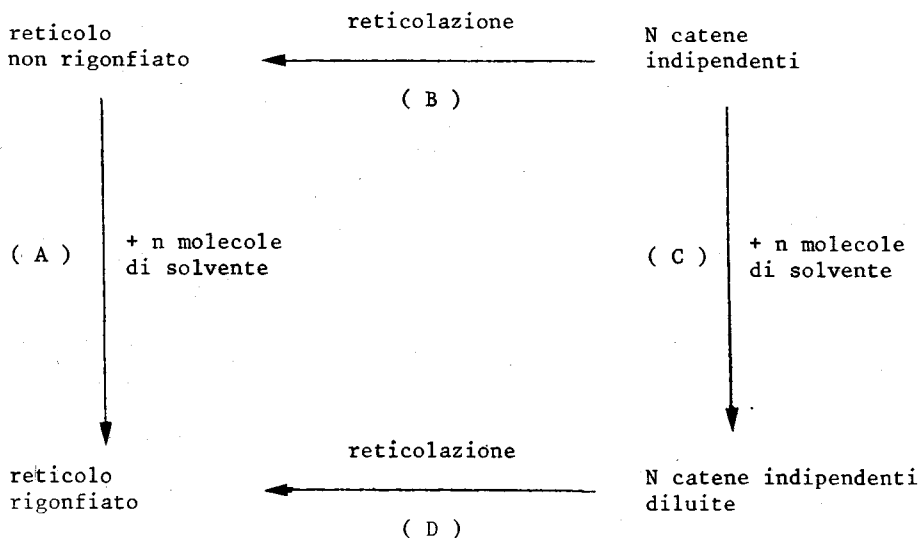 reticolazione
reticolo
non rigonfiato
N catene
indipendenti
( B )
( A )
+ n molecole
di solvente
( C )
+ n molecole
di solvente
reticolazione
reticolo
rigonfiato
N catene indipendenti
diluite
( D )